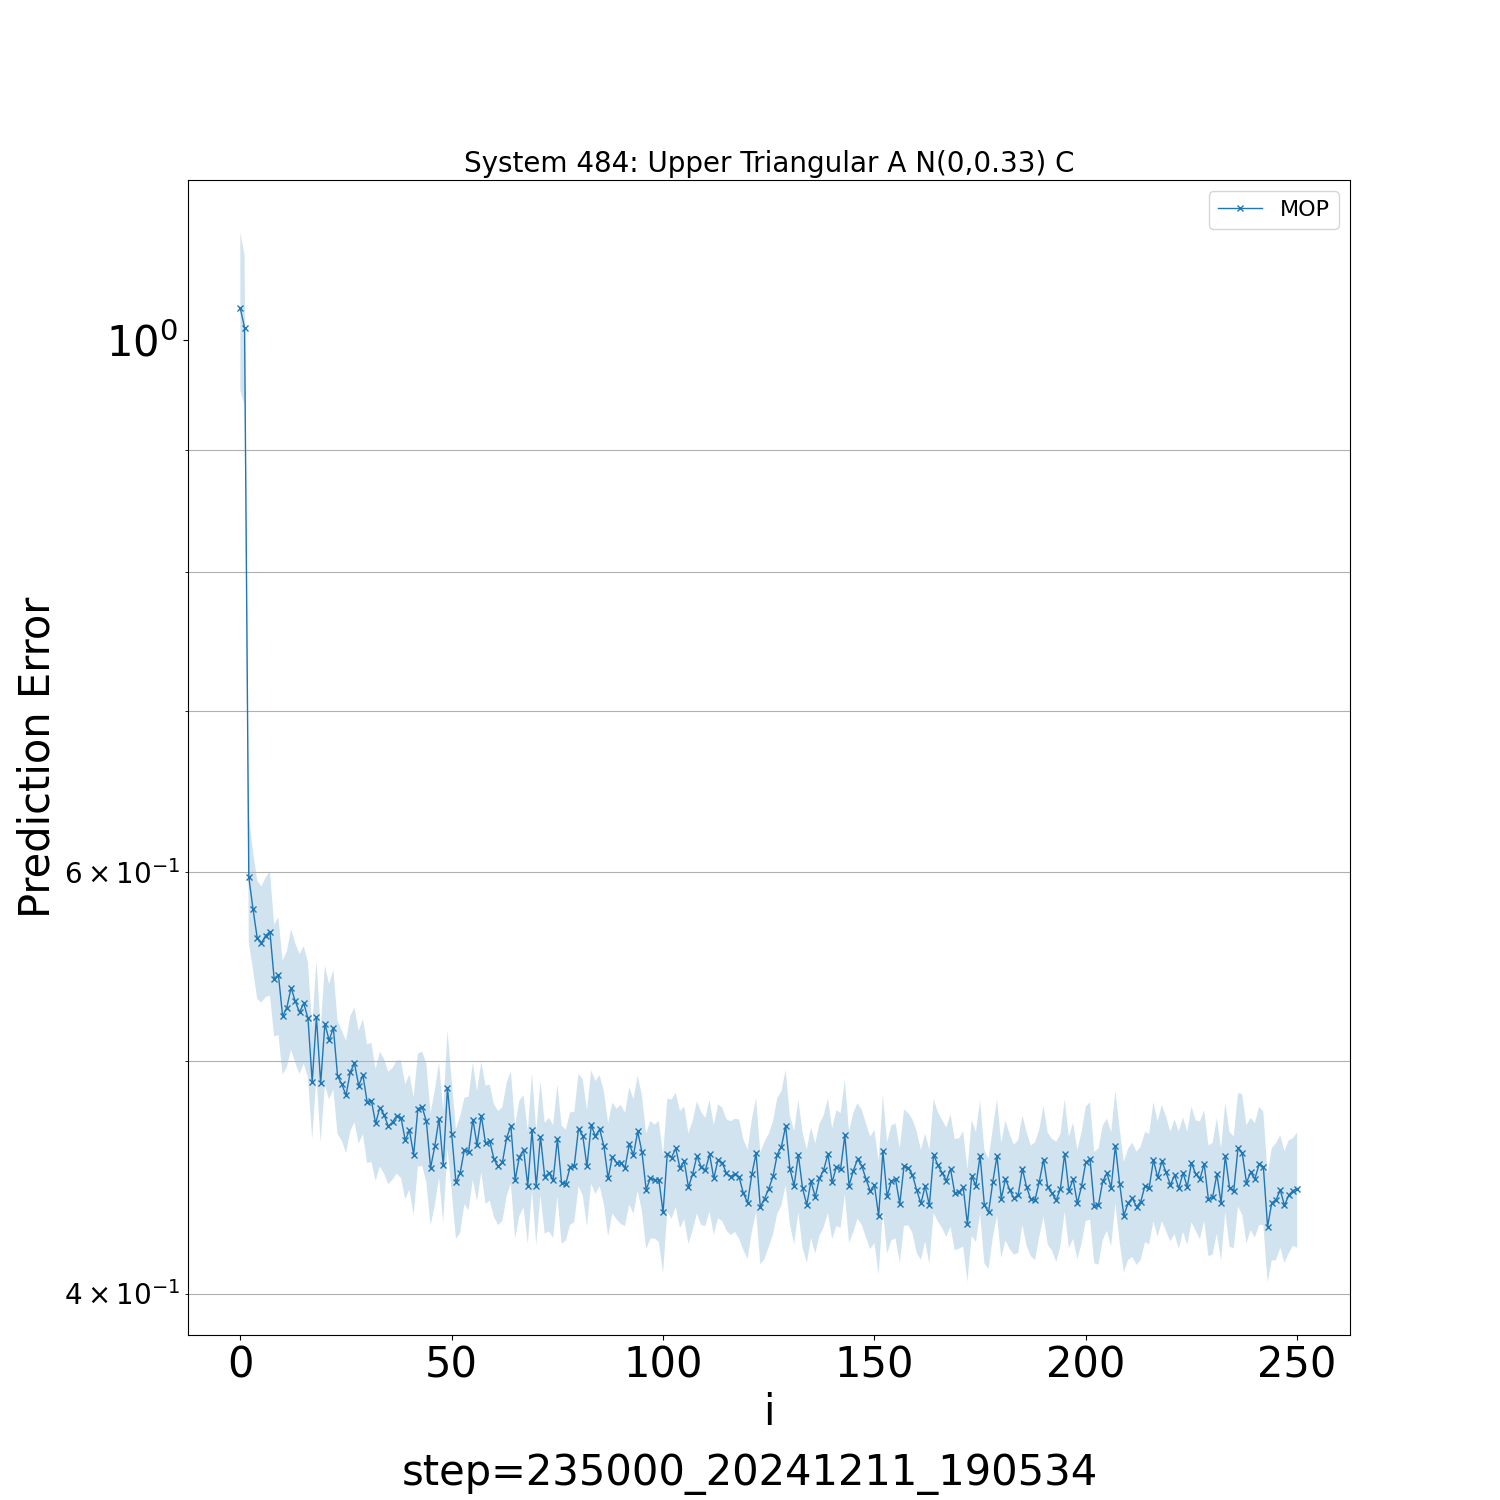 System 484: Upper Triangular A N(0,0.33) C
MOP
Prediction Error
10⁰
6 × 10⁻¹
4 × 10⁻¹
0 50 100 150 200 250
i
step=235000_20241211_190534